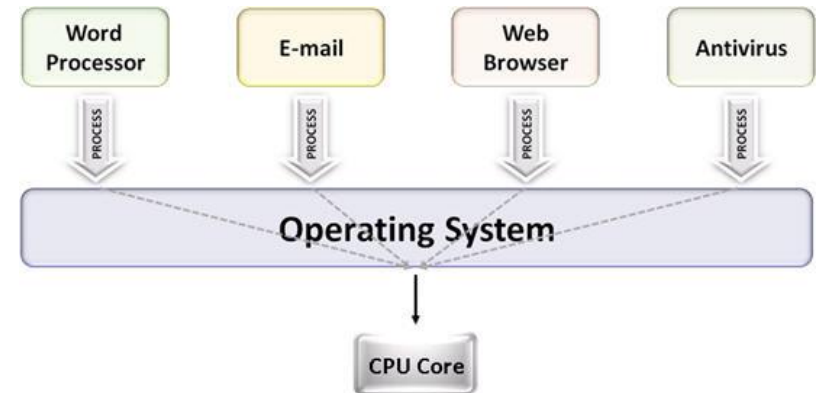 Word
Processor
E-mail
Web
Browser
Antivirus
PROCESS
PROCESS
PROCESS
PROCESS
Operating System
CPU Core